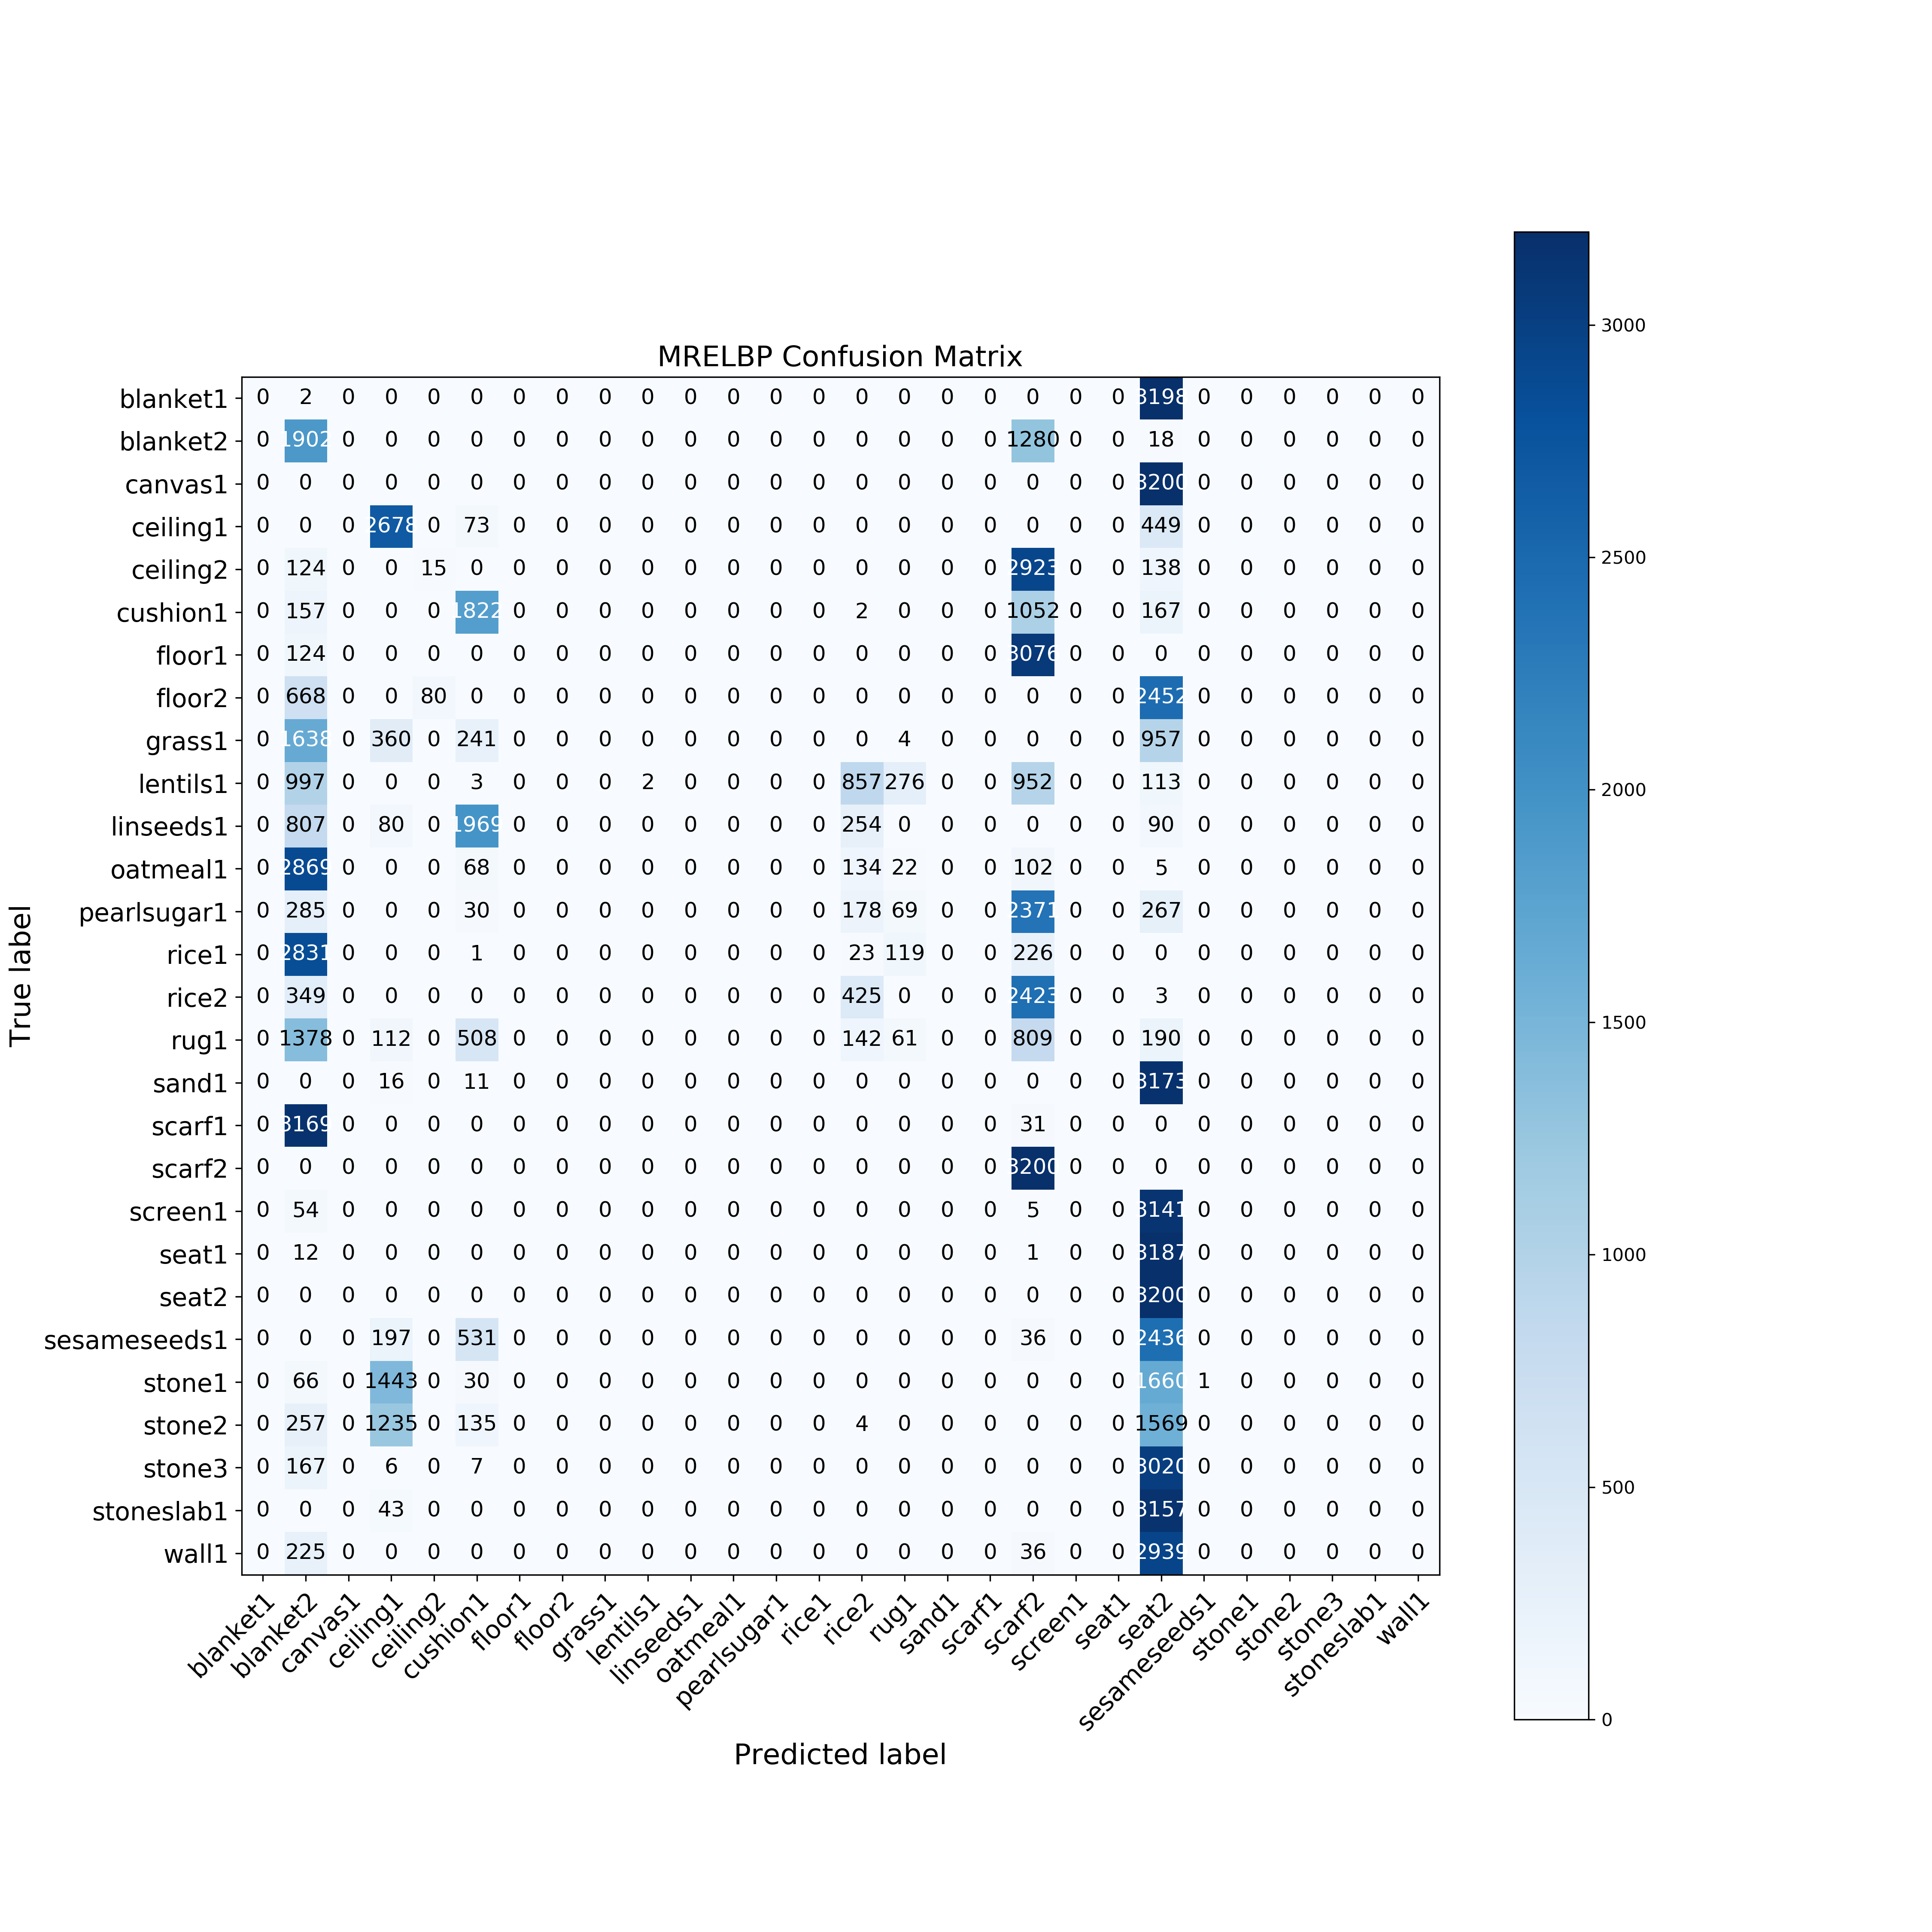 MRELBP Confusion Matrix
blanket1 0 2 0 0 0 0 0 0 0 0 0 0 0 0 0 0 0 0 0 0 0 3198 0 0 0 0 0 0
blanket2 0 1902 0 0 0 0 0 0 0 0 0 0 0 0 0 0 0 0 1280 0 0 18 0 0 0 0 0 0
canvas1 0 0 0 0 0 0 0 0 0 0 0 0 0 0 0 0 0 0 0 0 0 3200 0 0 0 0 0 0
ceiling1 0 0 0 2678 0 73 0 0 0 0 0 0 0 0 0 0 0 0 0 0 0 449 0 0 0 0 0 0
ceiling2 0 124 0 0 15 0 0 0 0 0 0 0 0 0 0 0 0 0 2923 0 0 138 0 0 0 0 0 0
cushion1 0 157 0 0 0 1822 0 0 0 0 0 0 0 0 2 0 0 0 1052 0 0 167 0 0 0 0 0 0
floor1 0 124 0 0 0 0 0 0 0 0 0 0 0 0 0 0 0 0 3076 0 0 0 0 0 0 0 0 0
floor2 0 668 0 0 80 0 0 0 0 0 0 0 0 0 0 0 0 0 0 0 0 2452 0 0 0 0 0 0
grass1 0 1638 0 360 0 241 0 0 0 0 0 0 0 0 0 4 0 0 0 0 0 957 0 0 0 0 0 0
lentils1 0 997 0 0 0 3 0 0 0 2 0 0 0 0 857 276 0 0 952 0 0 113 0 0 0 0 0 0
linseeds1 0 807 0 80 0 1969 0 0 0 0 0 0 0 0 254 0 0 0 0 0 0 90 0 0 0 0 0 0
oatmeal1 0 2869 0 0 0 68 0 0 0 0 0 0 0 0 134 22 0 0 102 0 0 5 0 0 0 0 0 0
pearlsugar1 0 285 0 0 0 30 0 0 0 0 0 0 0 0 178 69 0 0 2371 0 0 267 0 0 0 0 0 0
rice1 0 2831 0 0 0 1 0 0 0 0 0 0 0 0 23 119 0 0 226 0 0 0 0 0 0 0 0 0
rice2 0 349 0 0 0 0 0 0 0 0 0 0 0 0 425 0 0 0 2423 0 0 3 0 0 0 0 0 0
rug1 0 1378 0 112 0 508 0 0 0 0 0 0 0 0 142 61 0 0 809 0 0 190 0 0 0 0 0 0
sand1 0 0 0 16 0 11 0 0 0 0 0 0 0 0 0 0 0 0 0 0 0 3173 0 0 0 0 0 0
scarf1 0 3169 0 0 0 0 0 0 0 0 0 0 0 0 0 0 0 0 31 0 0 0 0 0 0 0 0 0
scarf2 0 0 0 0 0 0 0 0 0 0 0 0 0 0 0 0 0 0 3200 0 0 0 0 0 0 0 0 0
screen1 0 54 0 0 0 0 0 0 0 0 0 0 0 0 0 0 0 0 5 0 0 3141 0 0 0 0 0 0
seat1 0 12 0 0 0 0 0 0 0 0 0 0 0 0 0 0 0 0 1 0 0 3187 0 0 0 0 0 0
seat2 0 0 0 0 0 0 0 0 0 0 0 0 0 0 0 0 0 0 0 0 0 3200 0 0 0 0 0 0
sesameseeds1 0 0 0 197 0 531 0 0 0 0 0 0 0 0 0 0 0 0 36 0 0 2436 0 0 0 0 0 0
stone1 0 66 0 1443 0 30 0 0 0 0 0 0 0 0 0 0 0 0 0 0 0 1660 1 0 0 0 0 0
stone2 0 257 0 1235 0 135 0 0 0 0 0 0 0 0 4 0 0 0 0 0 0 1569 0 0 0 0 0 0
stone3 0 167 0 6 0 7 0 0 0 0 0 0 0 0 0 0 0 0 0 0 0 3020 0 0 0 0 0 0
stoneslab1 0 0 0 43 0 0 0 0 0 0 0 0 0 0 0 0 0 0 0 0 0 3157 0 0 0 0 0 0
wall1 0 225 0 0 0 0 0 0 0 0 0 0 0 0 0 0 0 0 36 0 0 2939 0 0 0 0 0 0
blanket1 blanket2 canvas1 ceiling1 ceiling2 cushion1 floor1 floor2 grass1 lentils1 linseeds1 oatmeal1 pearlsugar1 rice1 rice2 rug1 sand1 scarf1 scarf2 screen1 seat1 seat2 sesameseeds1 stone1 stone2 stone3 stoneslab1 wall1
Predicted label
True label
3000
2500
2000
1500
1000
500
0